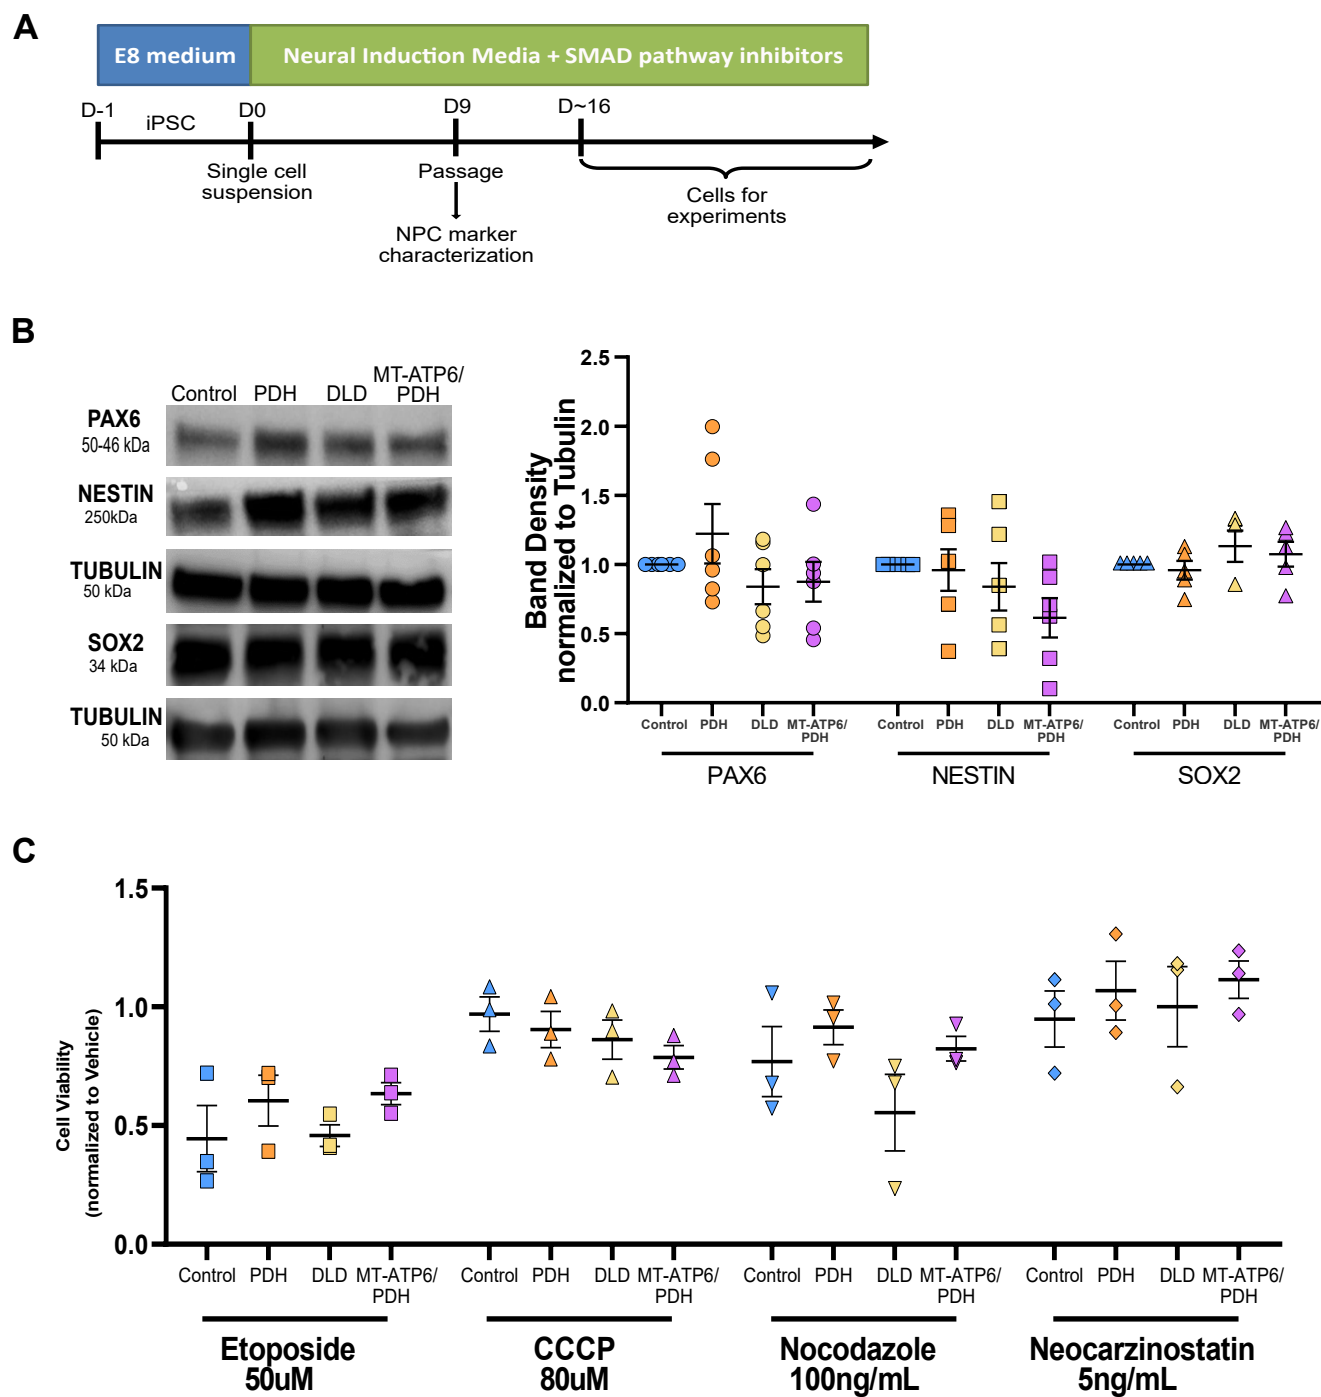 A
E8 medium
Neural Induction Media + SMAD pathway inhibitors
D-1
iPSC
D0
D9
D~16
Single cell
suspension
Passage
Cells for
experiments
NPC marker
characterization
B
Control
PDH
DLD
MT-ATP6/
PDH
PAX6
50-46 kDa
NESTIN
250kDa
TUBULIN
50 kDa
SOX2
34 kDa
TUBULIN
50 kDa
Band Density
normalized to Tubulin
2.5
2.0
1.5
1.0
0.5
0.0
Control
PDH
DLD
MT-ATP6/
PDH
Control
PDH
DLD
MT-ATP6/
PDH
Control
PDH
DLD
MT-ATP6/
PDH
PAX6
NESTIN
SOX2
C
Cell Viability
(normalized to Vehicle)
1.5
1.0
0.5
0.0
Control
PDH
DLD
MT-ATP6/
PDH
Control
PDH
DLD
MT-ATP6/
PDH
Control
PDH
DLD
MT-ATP6/
PDH
Control
PDH
DLD
MT-ATP6/
PDH
Etoposide
50uM
CCCP
80uM
Nocodazole
100ng/mL
Neocarzinostatin
5ng/mL